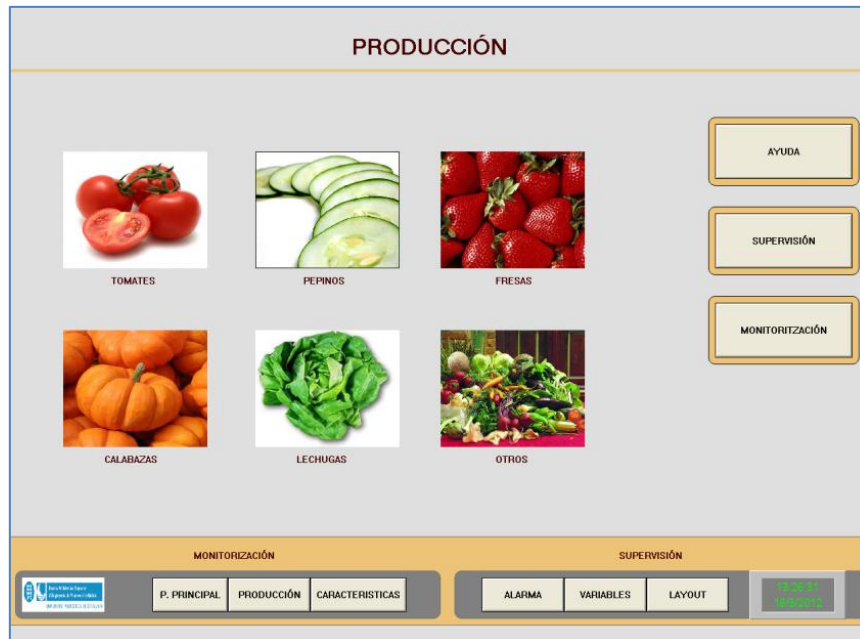 PRODUCCIÓN
AYUDA
TOMATES
PEPINOS
FRESAS
SUPERVISIÓN
MONITORITZACIÓN
CALABAZAS
LECHUGAS
OTROS
MONITORIZACIÓN
SUPERVISIÓN
P. PRINCIPAL
PRODUCCIÓN
CARACTERISTICAS
ALARMA
VARIABLES
LAYOUT